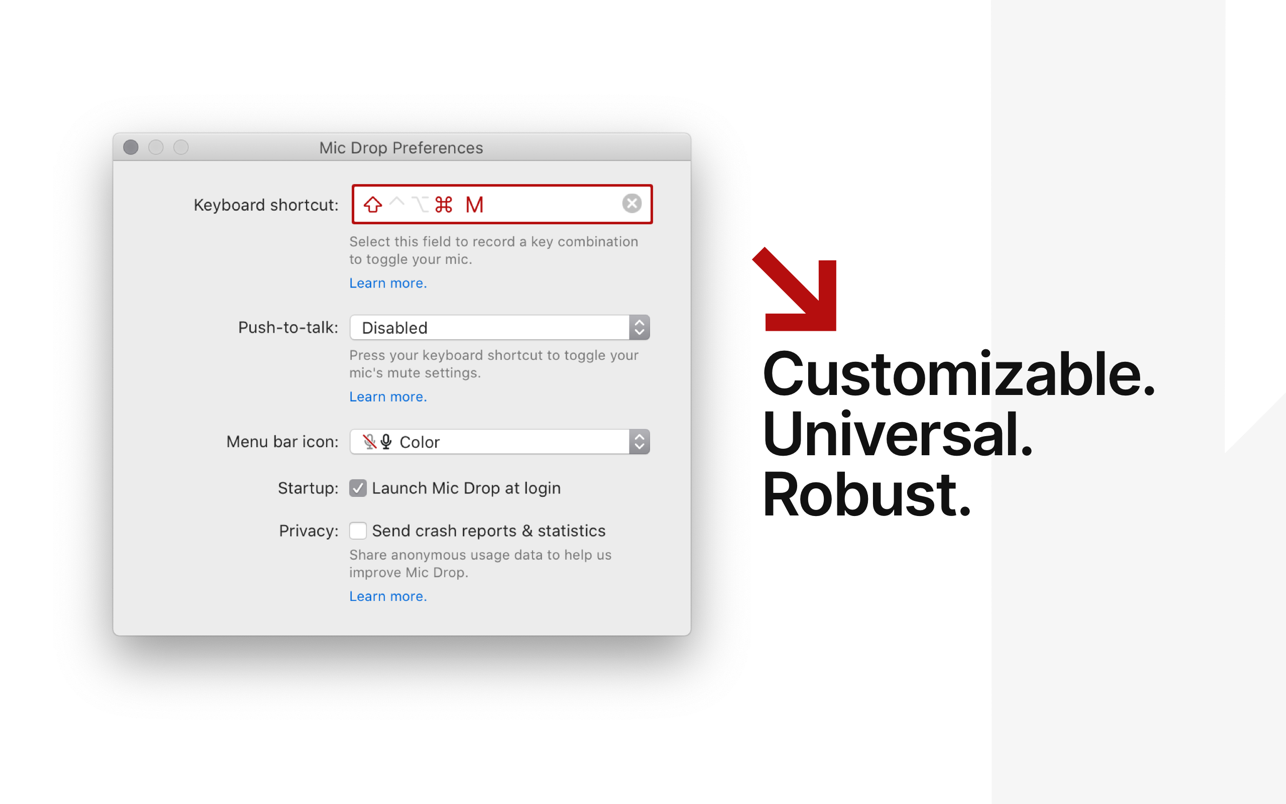 Mic Drop Preferences
Keyboard shortcut: ⇧⌃⌥⌘ M
Select this field to record a key combination
to toggle your mic.
Learn more.
Push-to-talk: Disabled
Press your keyboard shortcut to toggle your
mic's mute settings.
Learn more.
Menu bar icon: Color
Startup: Launch Mic Drop at login
Privacy: Send crash reports & statistics
Share anonymous usage data to help us
improve Mic Drop.
Learn more.
Customizable.
Universal.
Robust.